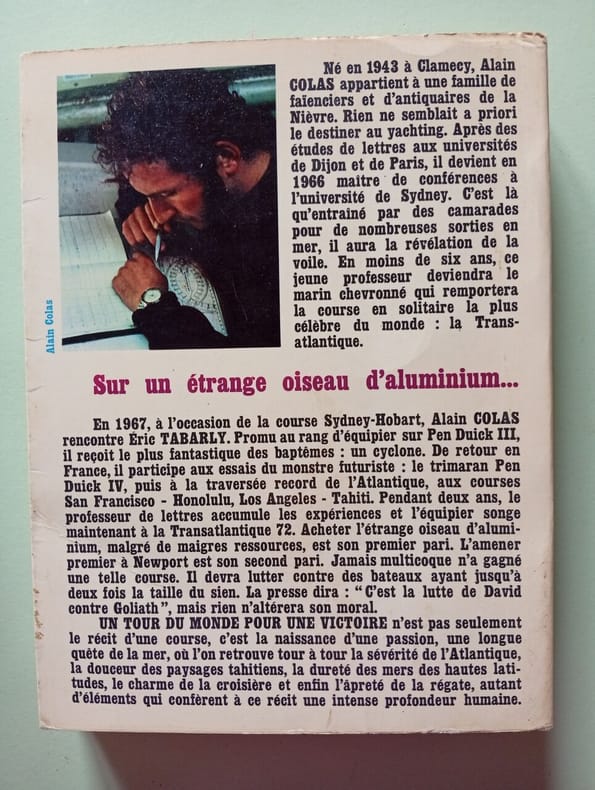 Né en 1943 à Clamecy, Alain
COLAS appartient à une famille de
faïenciers et d'antiquaires de la
Nièvre. Rien ne semblait a priori
le destiner au yachting. Après des
études de lettres aux universités
de Dijon et de Paris, il devient en
1966 maître de conférences à
l'université de Sydney. C'est là
qu'entraîné par des camarades
pour de nombreuses sorties en
mer, il aura la révélation de la
voile. En moins de six ans, ce
jeune professeur deviendra le
marin chevronné qui remportera
la course en solitaire la plus
célèbre du monde : la Trans-
atlantique.
Alain Colas
Sur un étrange oiseau d'aluminium...
En 1967, à l'occasion de la course Sydney-Hobart, Alain COLAS
rencontre Éric TABARLY. Promu au rang d'équipier sur Pen Duick III,
il reçoit le plus fantastique des baptêmes : un cyclone. De retour en
France, il participe aux essais du monstre futuriste : le trimaran Pen
Duick IV, puis à la traversée record de l'Atlantique, aux courses
San Francisco - Honolulu, Los Angeles - Tahiti. Pendant deux ans, le
professeur de lettres accumule les expériences et l'équipier songe
maintenant à la Transatlantique 72. Acheter l'étrange oiseau d'alumi-
nium, malgré de maigres ressources, est son premier pari. L'amener
premier à Newport est son second pari. Jamais multicoque n'a gagné
une telle course. Il devra lutter contre des bateaux ayant jusqu'à
deux fois la taille du sien. La presse dira : "C'est la lutte de David
contre Goliath", mais rien n'altérera son moral.
UN TOUR DU MONDE POUR UNE VICTOIRE n'est pas seulement
le récit d'une course, c'est la naissance d'une passion, une longue
quête de la mer, où l'on retrouve tour à tour la sévérité de l'Atlantique,
la douceur des paysages tahitiens, la dureté des mers des hautes lati-
tudes, le charme de la croisière et enfin l'âpreté de la régate, autant
d'éléments qui confèrent à ce récit une intense profondeur humaine.